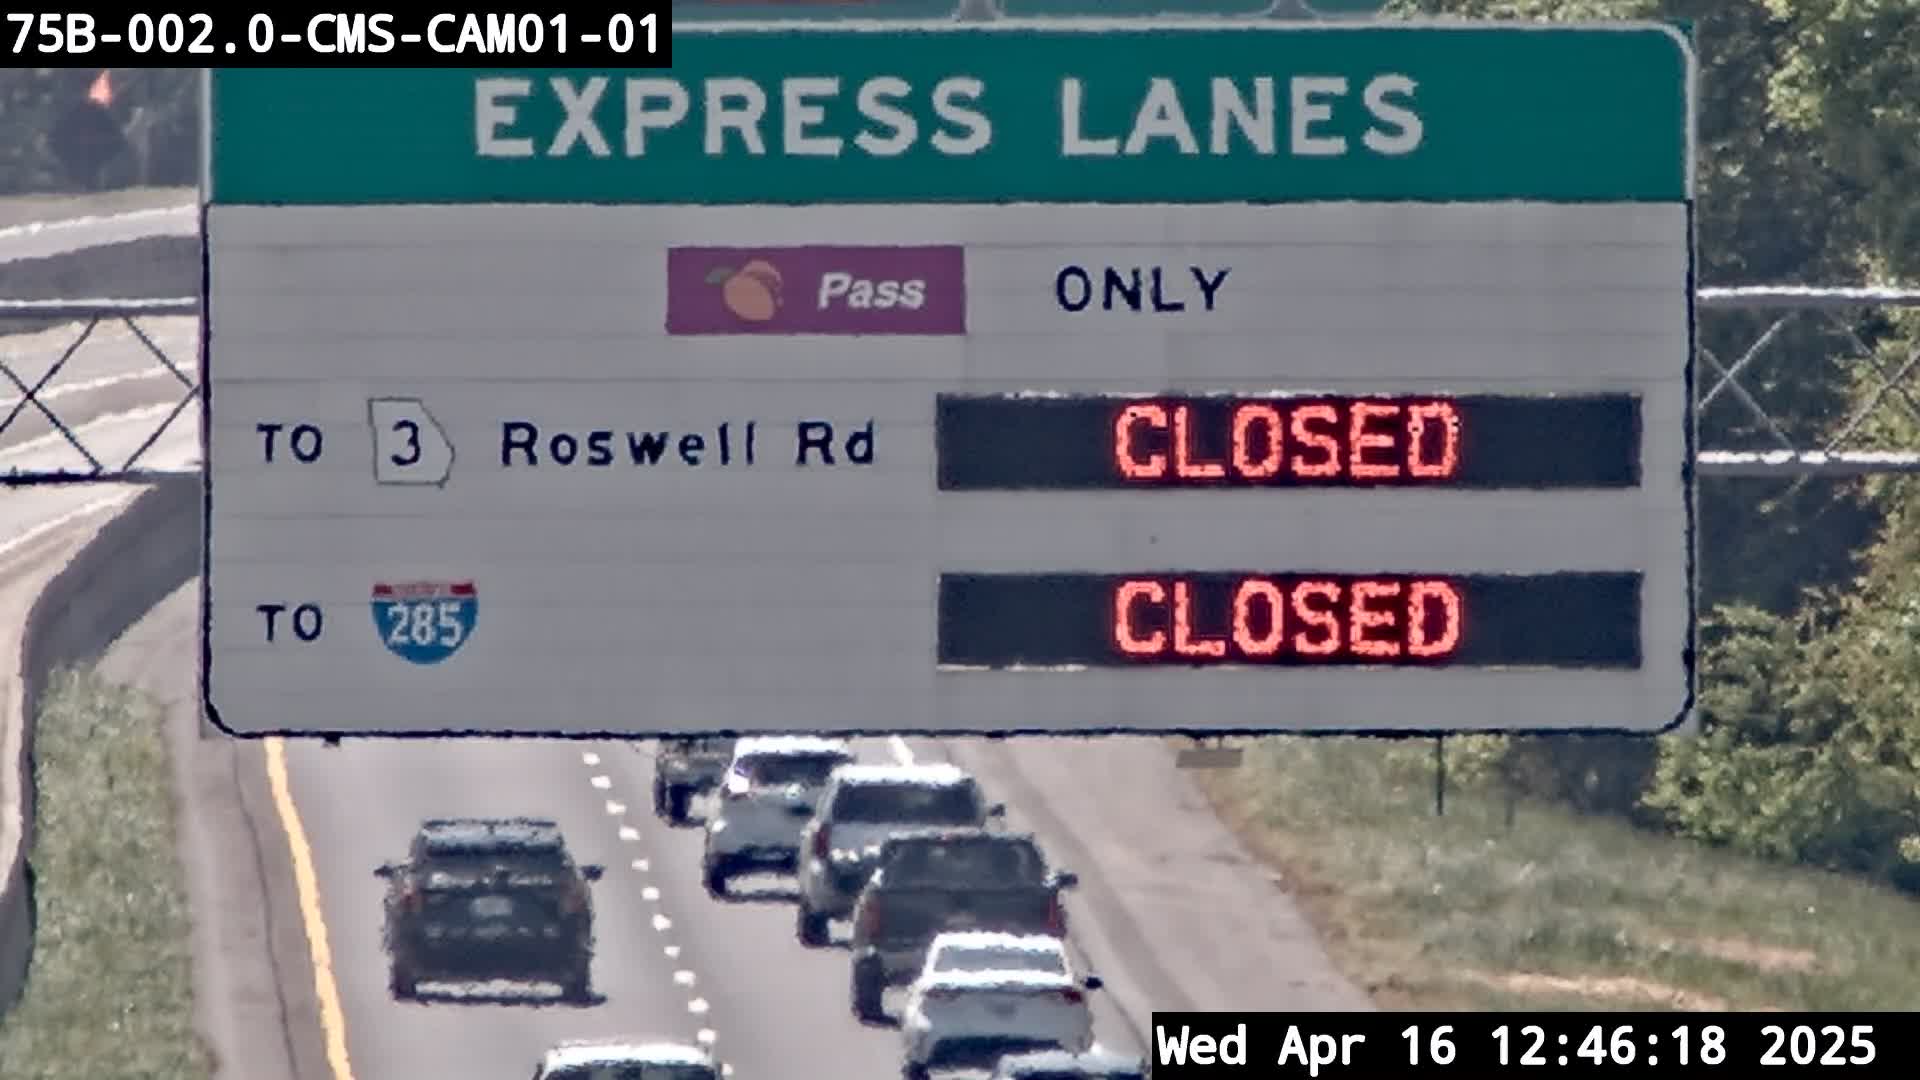 75B-002.0-CMS-CAM01-01
EXPRESS LANES
Pass ONLY
TO 3 Roswell Rd CLOSED
TO 285 CLOSED
Wed Apr 16 12:46:18 2025